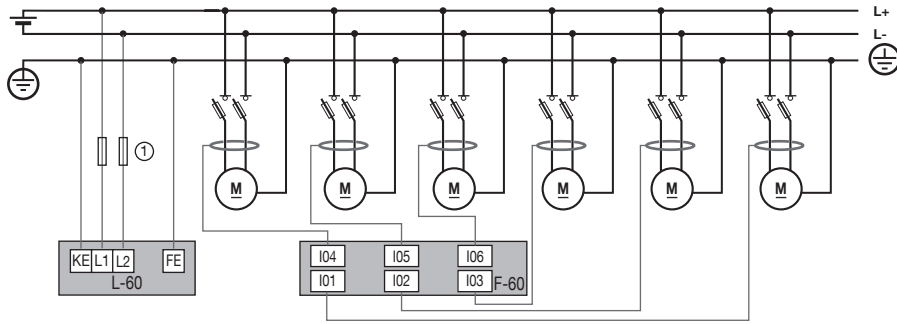 L+
L-
①
M M M M M M
KE L1 L2 FE
L-60
I04 I05 I06
I01 I02 I03
F-60